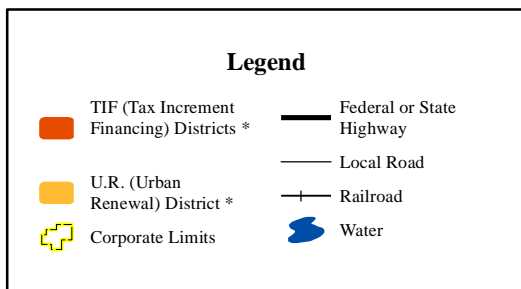 Legend
TIF (Tax Increment
Financing) Districts *
U.R. (Urban
Renewal) District *
Corporate Limits
Federal or State
Highway
Local Road
Railroad
Water